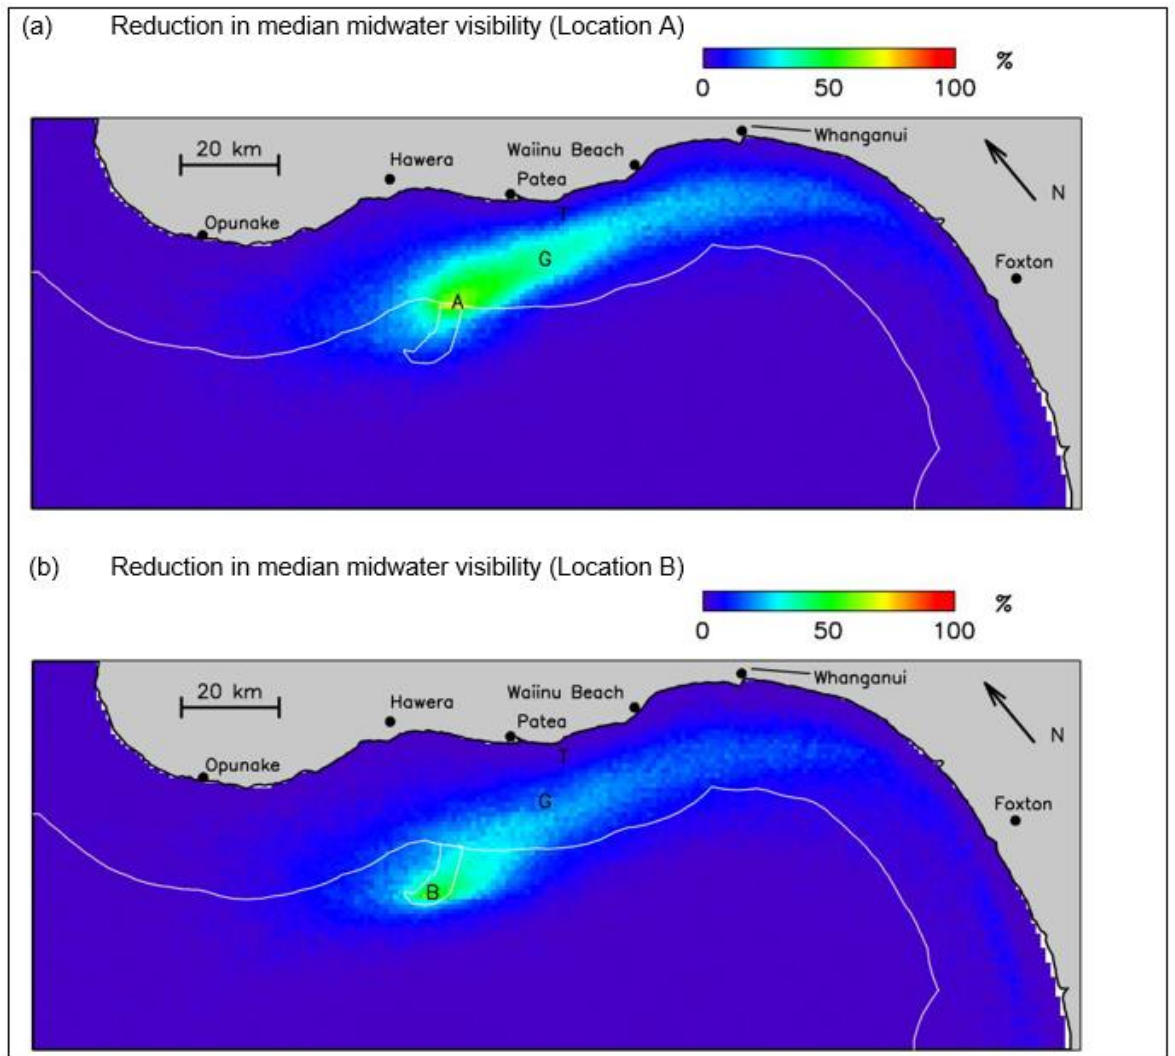 (a) Reduction in median midwater visibility (Location A)
%
0 50 100
Whanganui
Waiinu Beach
20 km
Hawera
Patea
N
T
Opunake
G
Foxton
A
(b) Reduction in median midwater visibility (Location B)
%
0 50 100
Whanganui
20 km
Waiinu Beach
Hawera
Patea
N
T
Opunake
G
Foxton
B